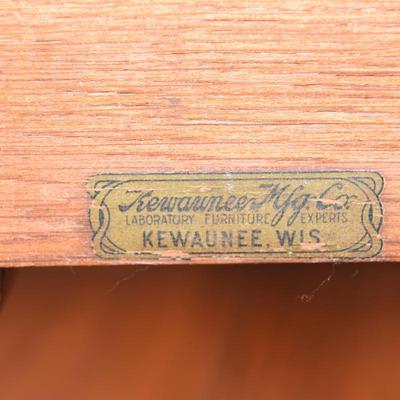 Kewaunee Mfg. Co.
LABORATORY FURNITURE EXPERTS
KEWAUNEE, WIS.